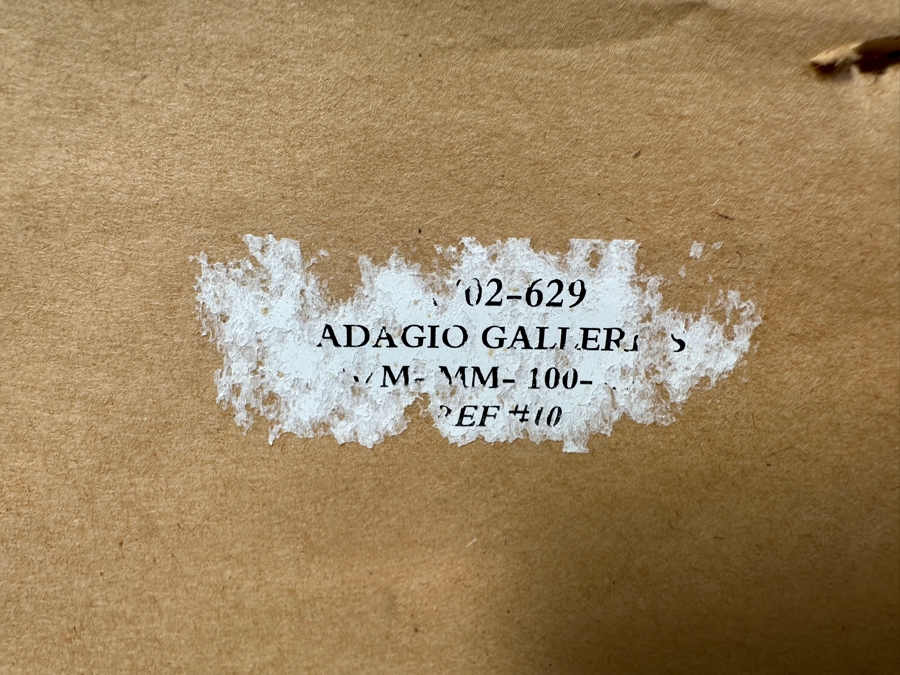 02-629
ADAGIO GALLERIES
M- MM- 100-
REF #10